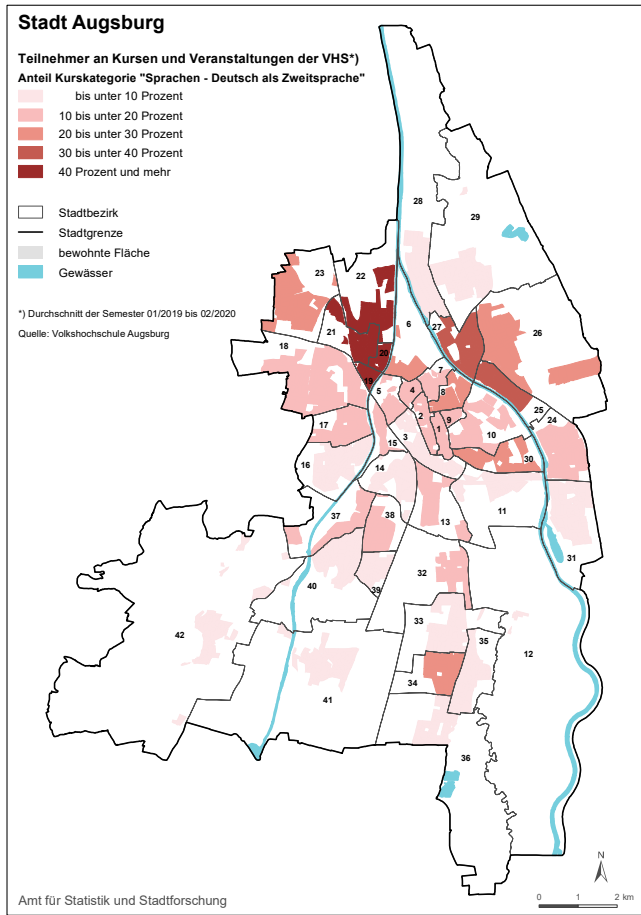 Stadt Augsburg
Teilnehmer an Kursen und Veranstaltungen der VHS*)
Anteil Kurskategorie "Sprachen - Deutsch als Zweitsprache"
bis unter 10 Prozent
10 bis unter 20 Prozent
20 bis unter 30 Prozent
30 bis unter 40 Prozent
40 Prozent und mehr
Stadtbezirk
Stadtgrenze
bewohnte Fläche
Gewässer
*) Durchschnitt der Semester 01/2019 bis 02/2020
Quelle: Volkshochschule Augsburg
28
29
23
22
21
6
27
26
18
20
7
19
5
4
8
2
9
25
24
17
1
10
3
15
30
16
14
37
38
13
11
31
32
40
39
33
42
35
12
34
41
36
N
Amt für Statistik und Stadtforschung
0 1 2 km